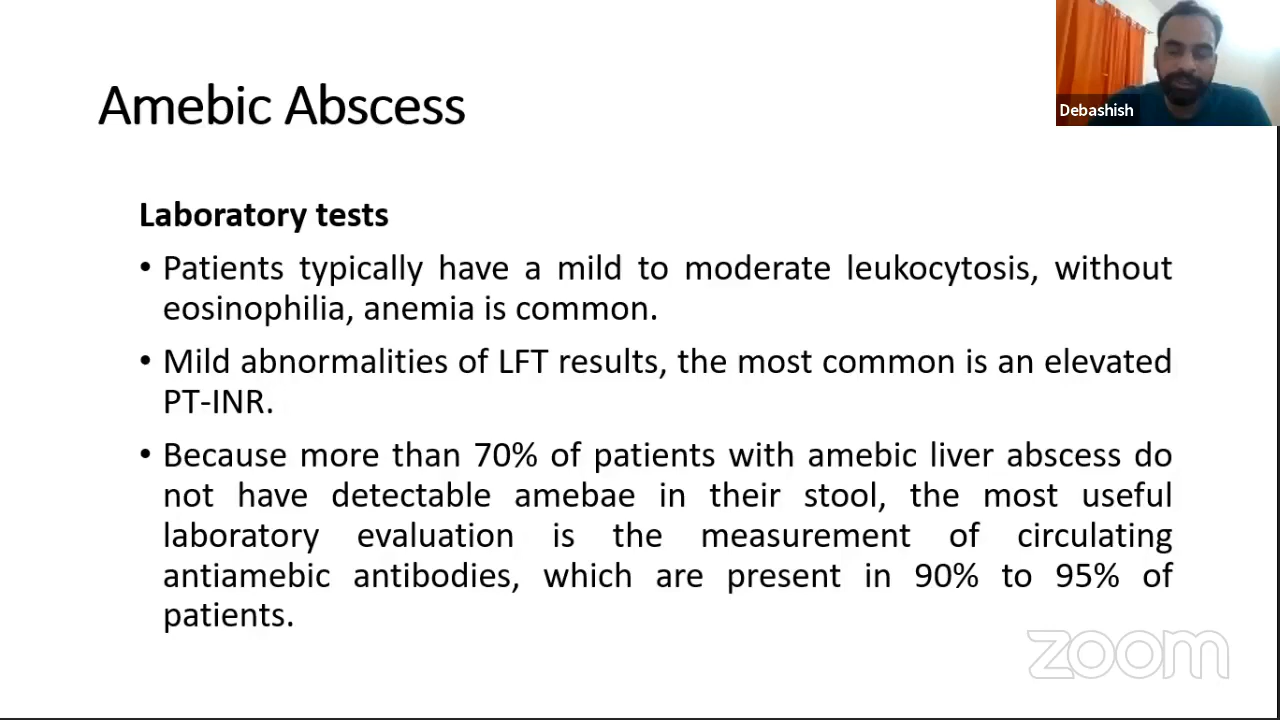 Amebic Abscess
Debashish
Laboratory tests
• Patients typically have a mild to moderate leukocytosis, without
eosinophilia, anemia is common.
• Mild abnormalities of LFT results, the most common is an elevated
PT-INR.
• Because more than 70% of patients with amebic liver abscess do
not have detectable amebae in their stool, the most useful
laboratory evaluation is the measurement of circulating
antiamebic antibodies, which are present in 90% to 95% of
patients.
zoom